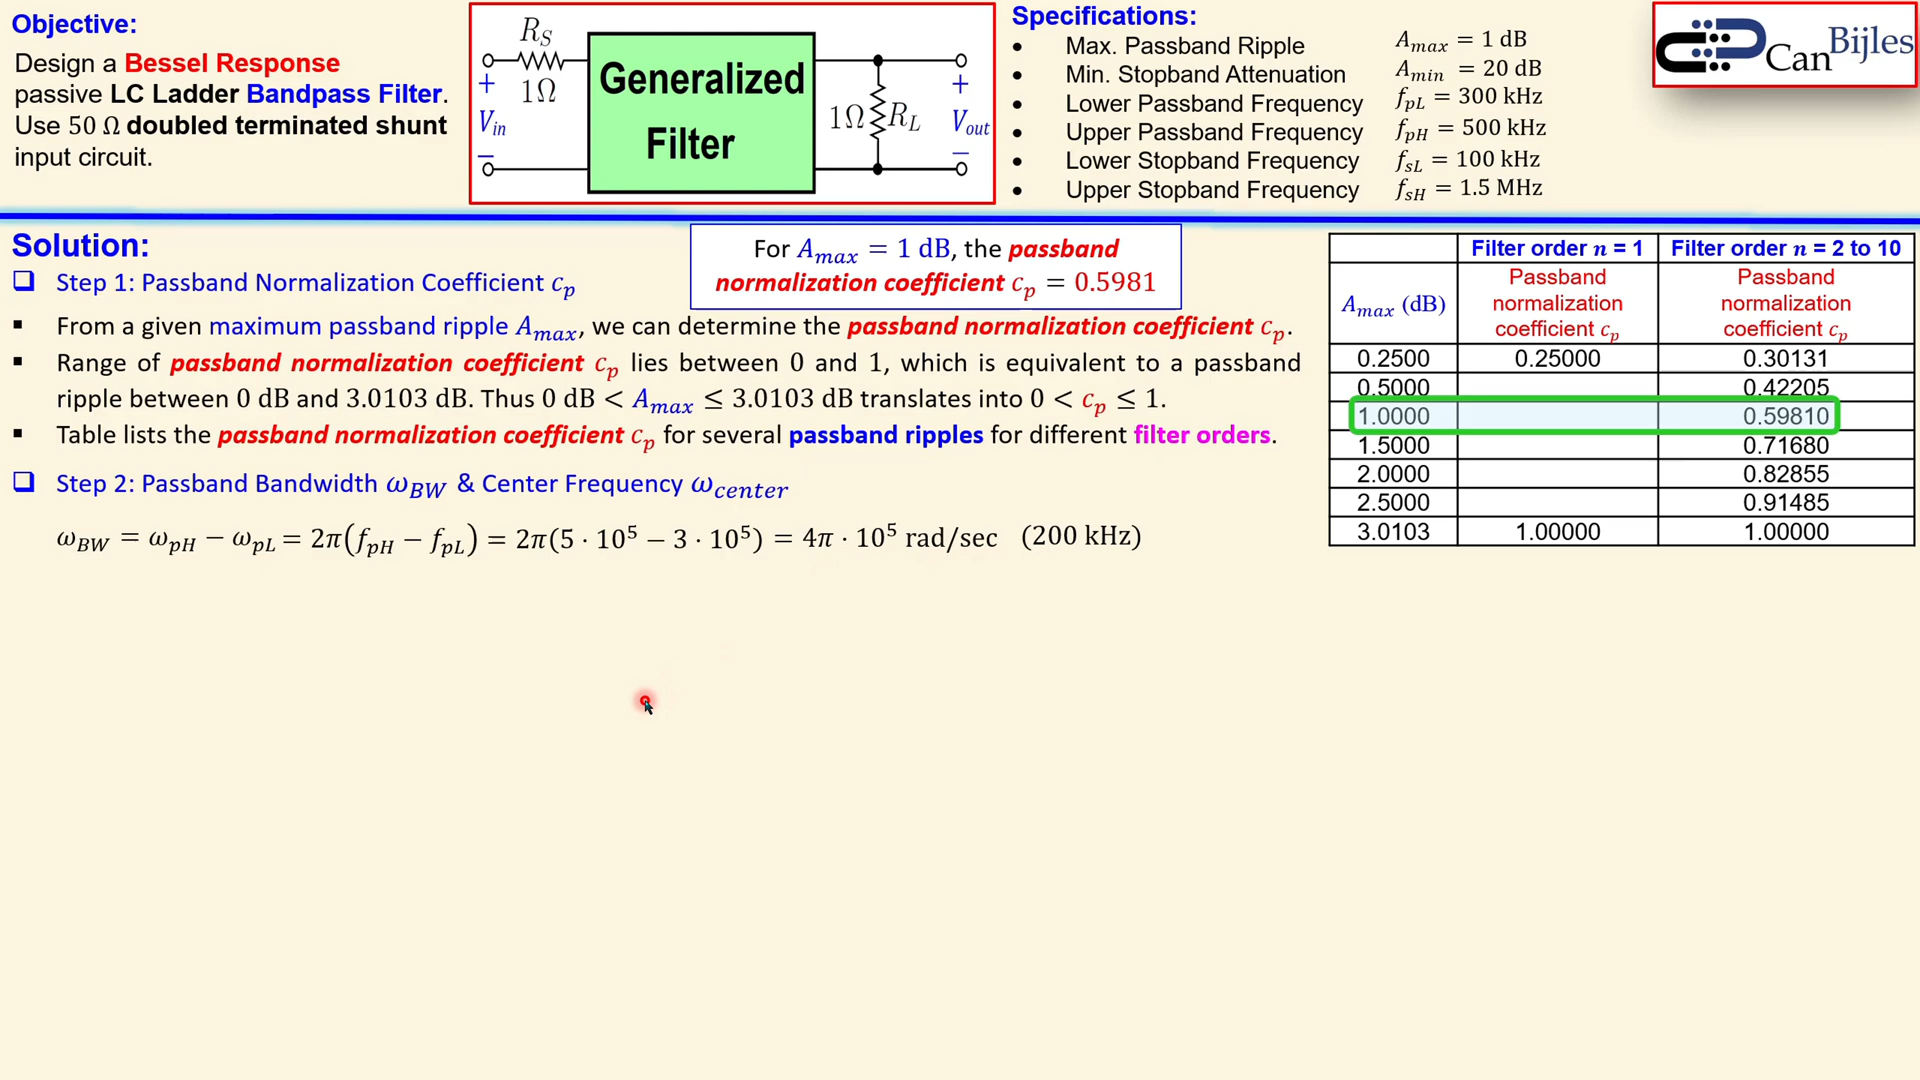 Objective:
Design a Bessel Response
passive LC Ladder Bandpass Filter.
Use 50 Ω doubled terminated shunt
input circuit.
R_S
1Ω
+
V_in
−
Generalized
Filter
1Ω R_L
+
V_out
−
Specifications:
• Max. Passband Ripple A_max = 1 dB
• Min. Stopband Attenuation A_min = 20 dB
• Lower Passband Frequency f_pL = 300 kHz
• Upper Passband Frequency f_pH = 500 kHz
• Lower Stopband Frequency f_sL = 100 kHz
• Upper Stopband Frequency f_sH = 1.5 MHz
CanBijles
Solution:
For A_max = 1 dB, the passband
normalization coefficient c_p = 0.5981
❑ Step 1: Passband Normalization Coefficient c_p
▪ From a given maximum passband ripple A_max, we can determine the passband normalization coefficient c_p.
▪ Range of passband normalization coefficient c_p lies between 0 and 1, which is equivalent to a passband
ripple between 0 dB and 3.0103 dB. Thus 0 dB < A_max ≤ 3.0103 dB translates into 0 < c_p ≤ 1.
▪ Table lists the passband normalization coefficient c_p for several passband ripples for different filter orders.
❑ Step 2: Passband Bandwidth ω_BW & Center Frequency ω_center
ω_BW = ω_pH − ω_pL = 2π(f_pH − f_pL) = 2π(5 · 10⁵ − 3 · 10⁵) = 4π · 10⁵ rad/sec (200 kHz)
Filter order n = 1 Filter order n = 2 to 10
A_max (dB)
Passband
normalization
coefficient c_p
Passband
normalization
coefficient c_p
0.2500 0.25000 0.30131
0.5000 0.42205
1.0000 0.59810
1.5000 0.71680
2.0000 0.82855
2.5000 0.91485
3.0103 1.00000 1.00000